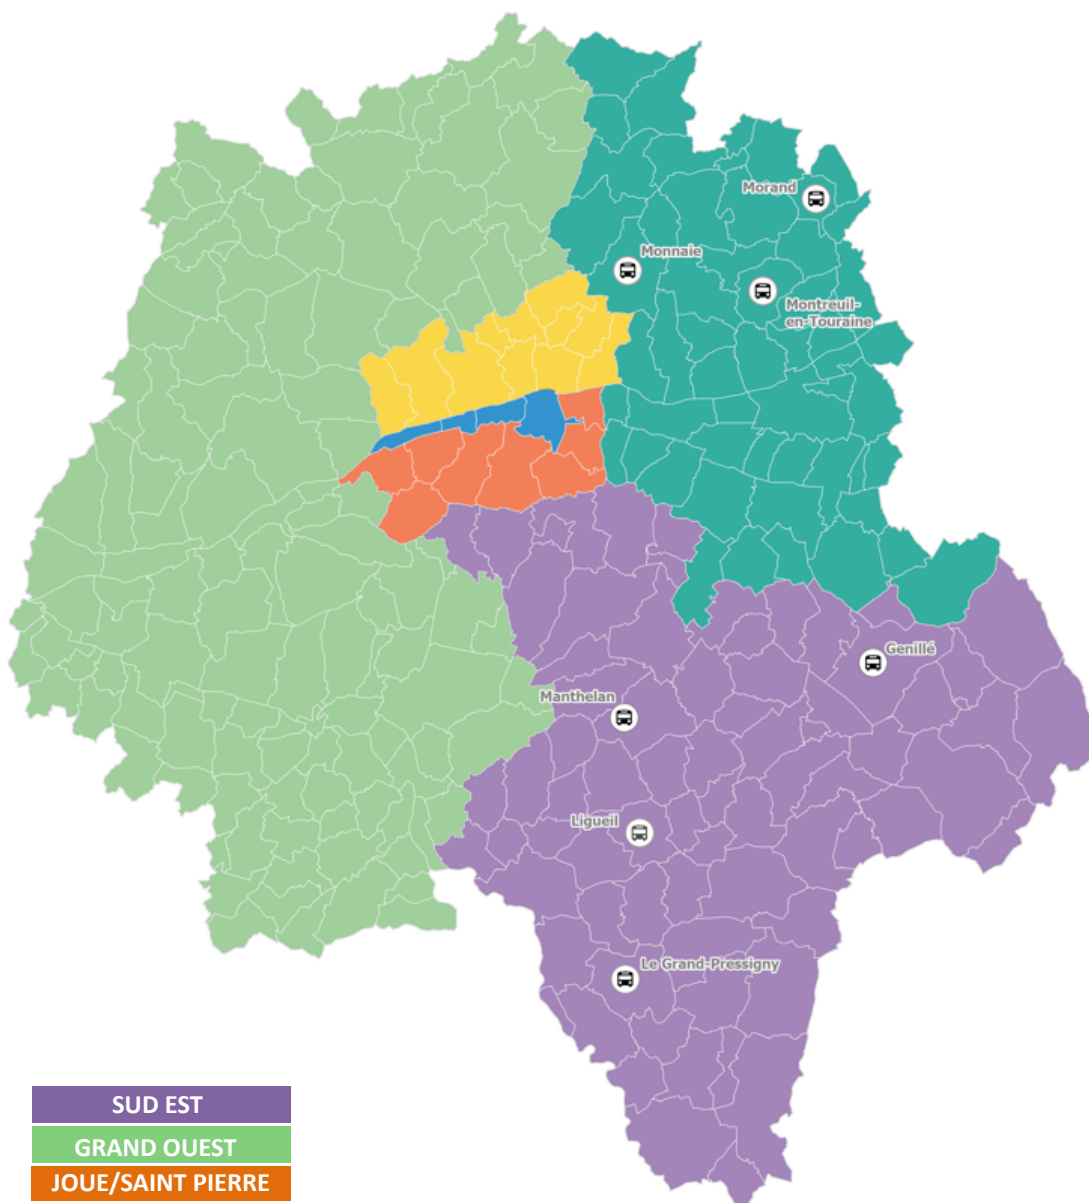 Morand
Monnaie
Montreuil-
en-Touraine
Genillé
Manthelan
Ligueil
Le Grand-Pressigny
SUD EST
GRAND OUEST
JOUE/SAINT PIERRE